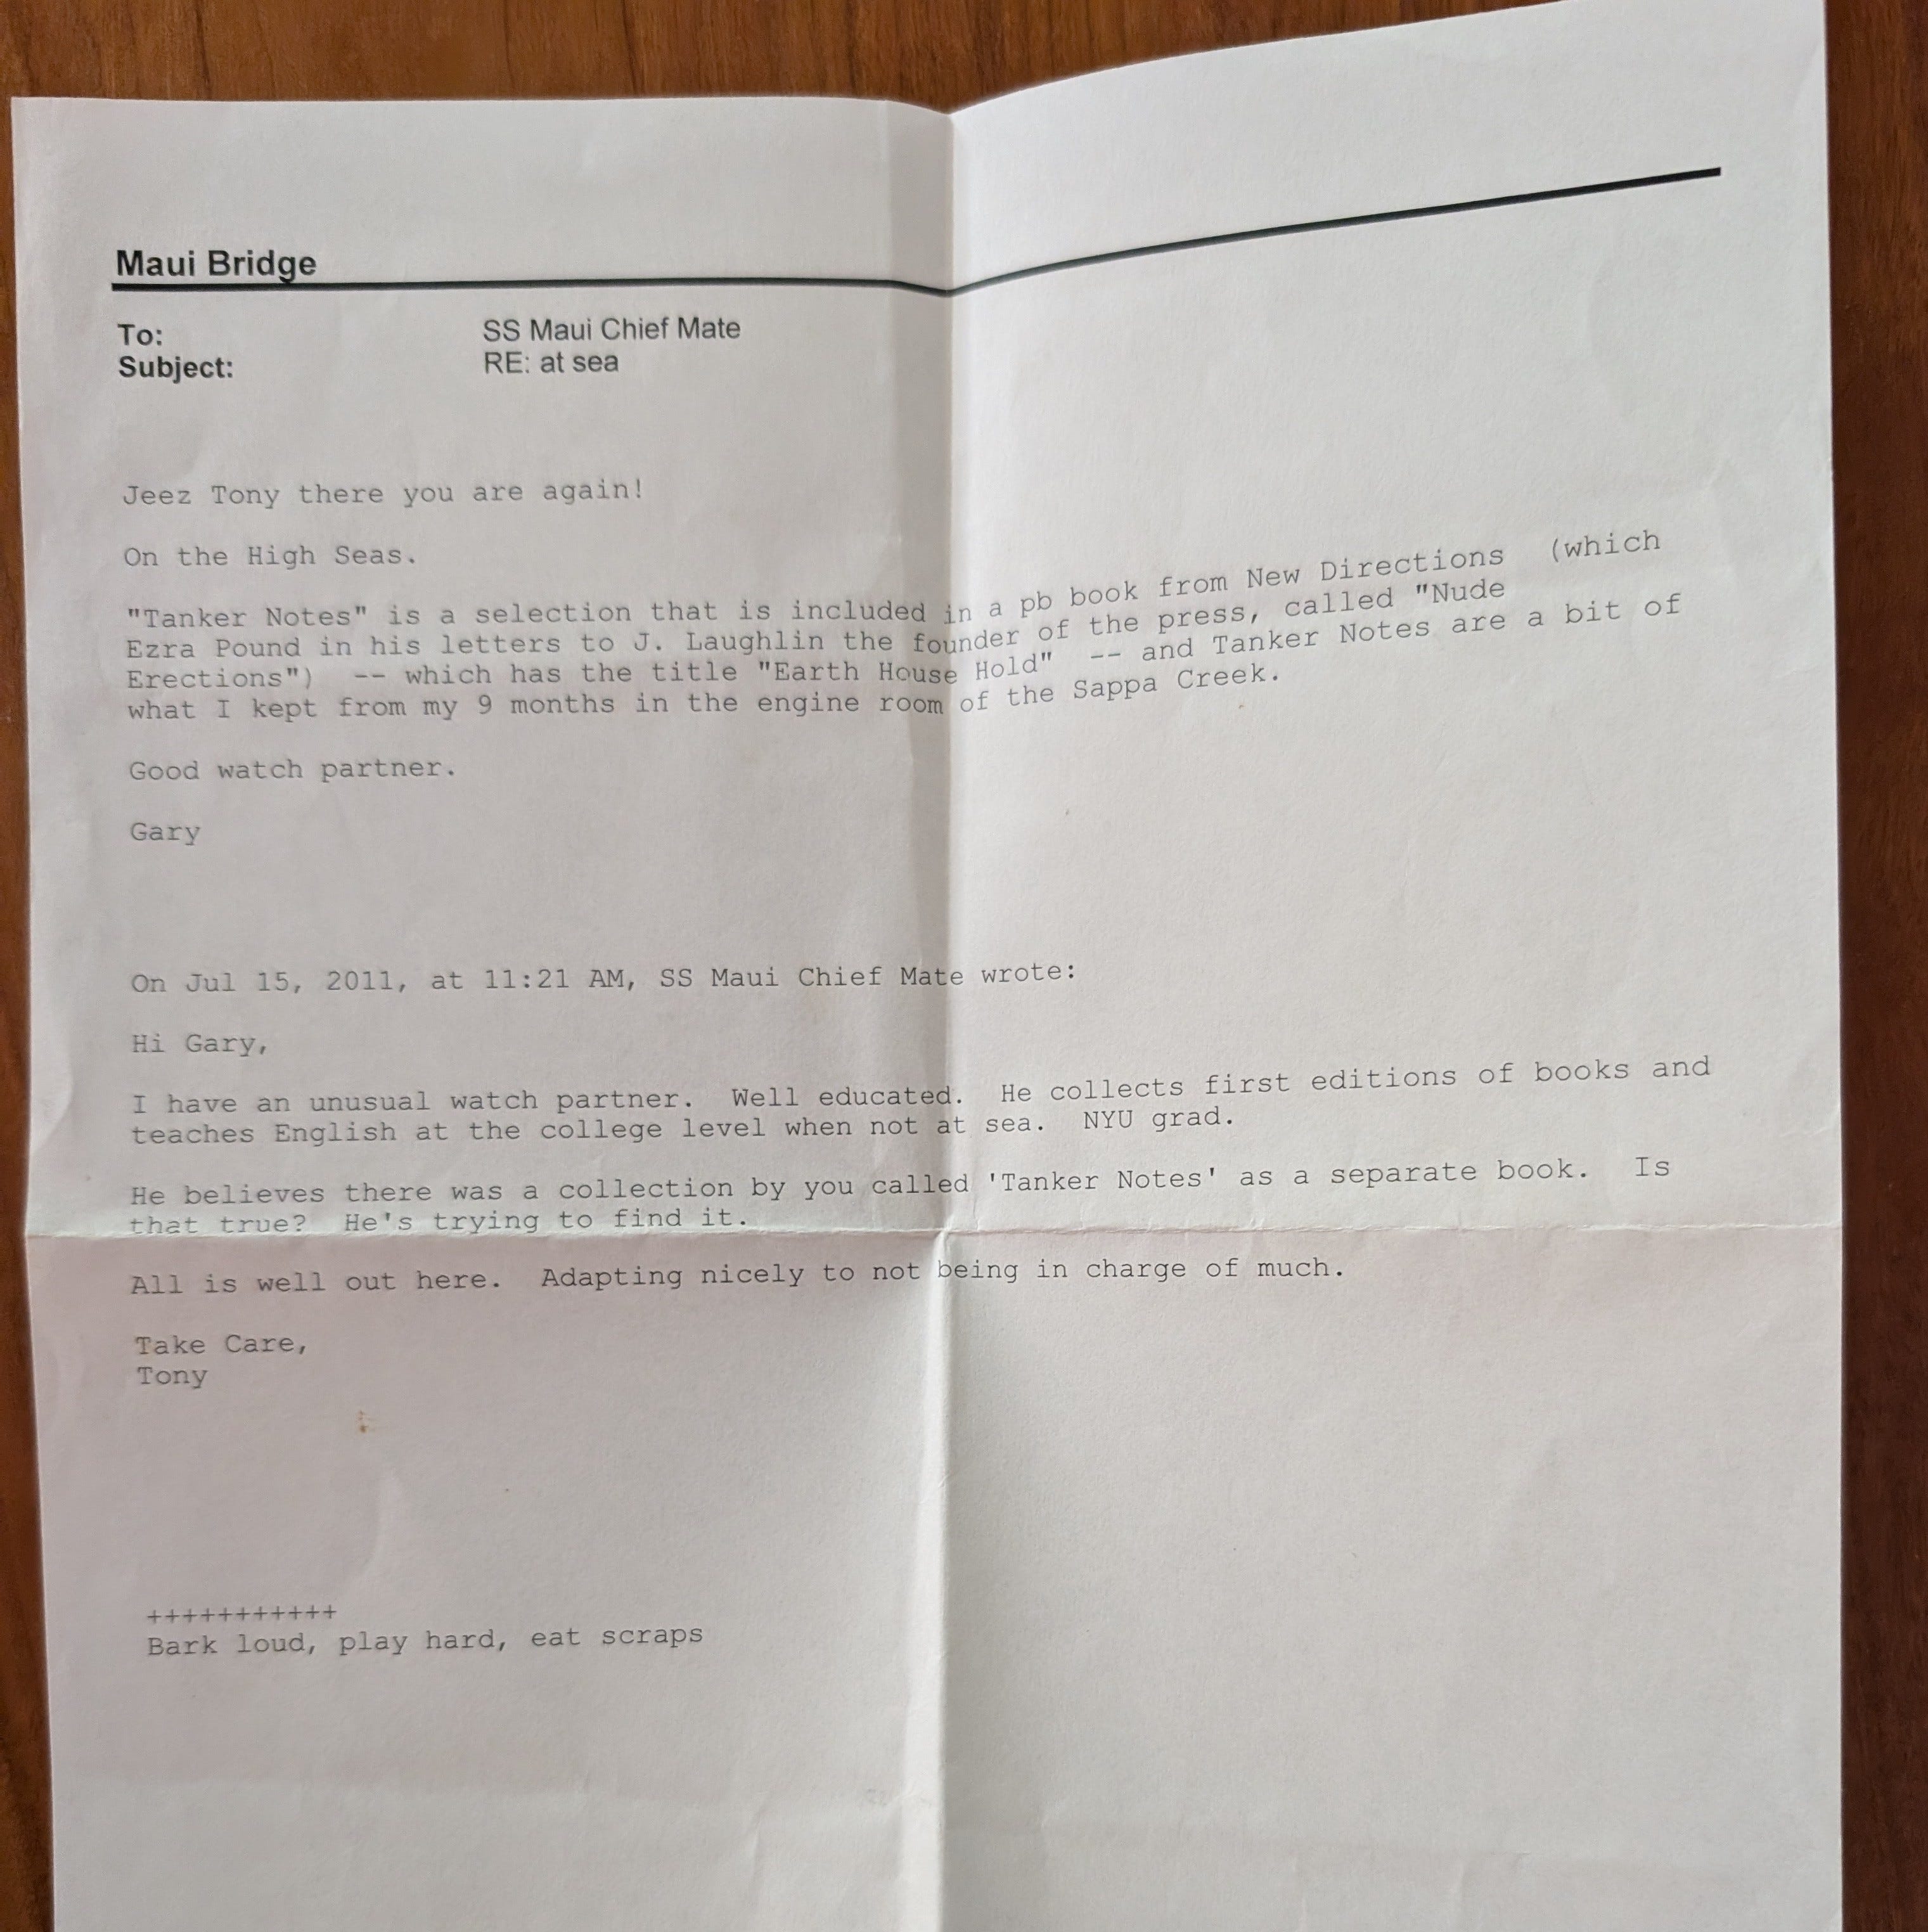 Maui Bridge
To: SS Maui Chief Mate
Subject: RE: at sea
Jeez Tony there you are again!
On the High Seas.
"Tanker Notes" is a selection that is included in a pb book from New Directions (which
Ezra Pound in his letters to J. Laughlin the founder of the press, called "Nude
Erections") -- which has the title "Earth House Hold" -- and Tanker Notes are a bit of
what I kept from my 9 months in the engine room of the Sappa Creek.
Good watch partner.
Gary
On Jul 15, 2011, at 11:21 AM, SS Maui Chief Mate wrote:
Hi Gary,
I have an unusual watch partner. Well educated. He collects first editions of books and
teaches English at the college level when not at sea. NYU grad.
He believes there was a collection by you called 'Tanker Notes' as a separate book. Is
that true? He's trying to find it.
All is well out here. Adapting nicely to not being in charge of much.
Take Care,
Tony
+++++++++++
Bark loud, play hard, eat scraps